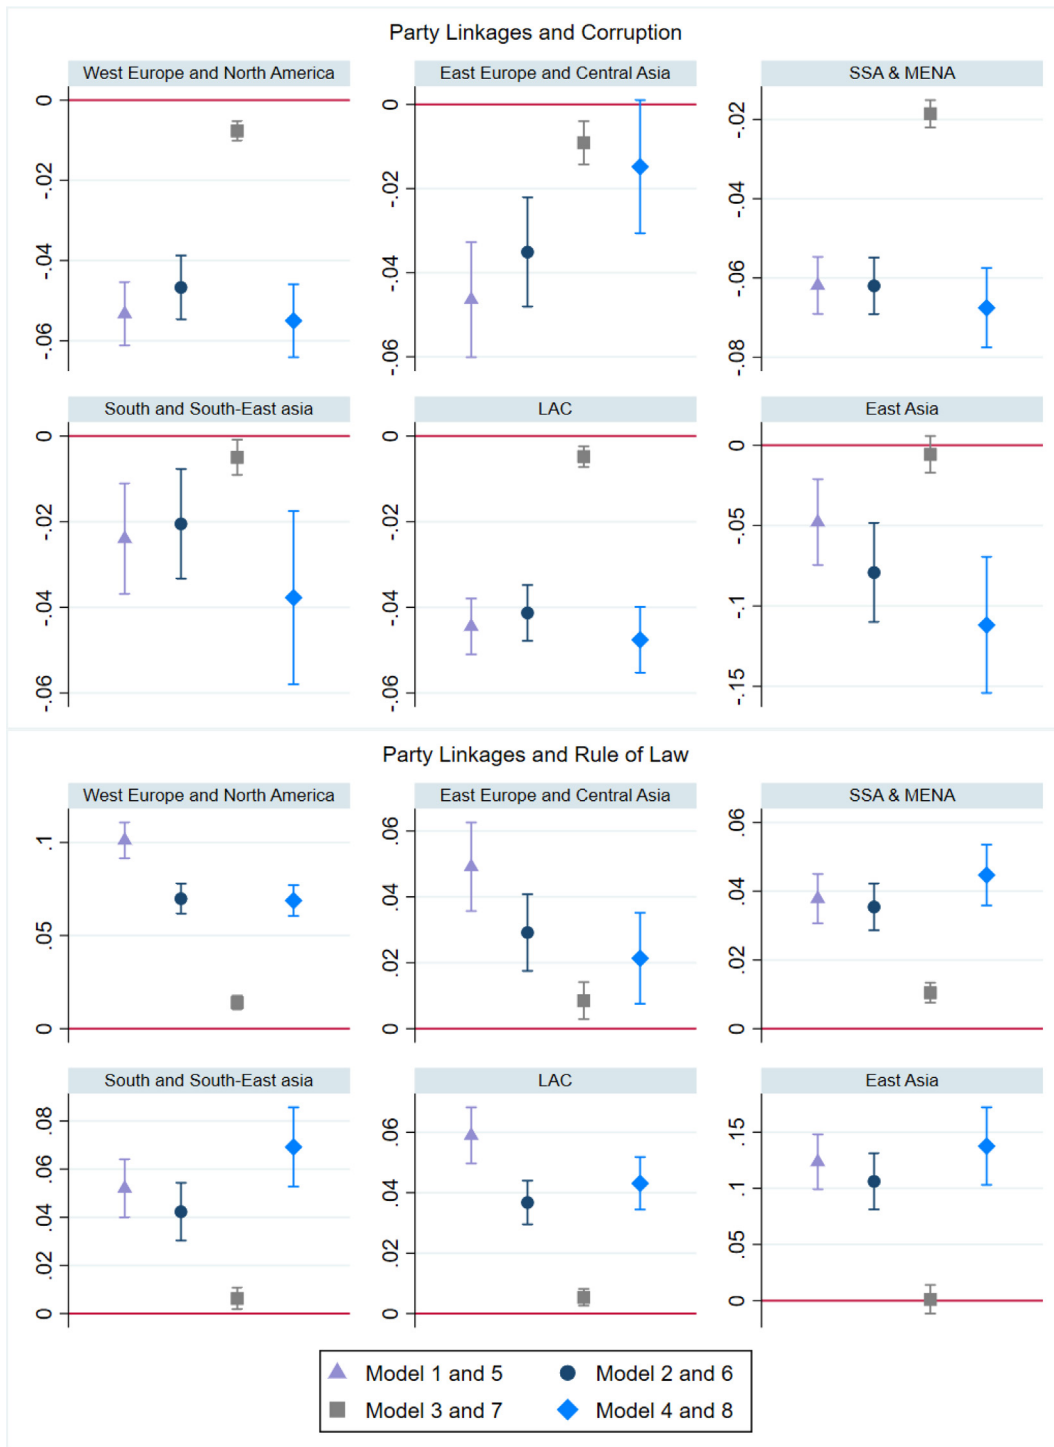 Party Linkages and Corruption
West Europe and North America
East Europe and Central Asia
SSA & MENA
0
-.02
-.04
-.06
0
-.02
-.04
-.06
-.02
-.04
-.06
-.08
South and South-East asia
LAC
East Asia
0
-.02
-.04
-.06
0
-.02
-.04
-.06
0
-.05
-.1
-.15
Party Linkages and Rule of Law
West Europe and North America
East Europe and Central Asia
SSA & MENA
.1
.05
0
.06
.04
.02
0
.06
.04
.02
0
South and South-East asia
LAC
East Asia
.08
.06
.04
.02
0
.06
.04
.02
0
.15
.1
.05
0
Model 1 and 5
Model 2 and 6
Model 3 and 7
Model 4 and 8